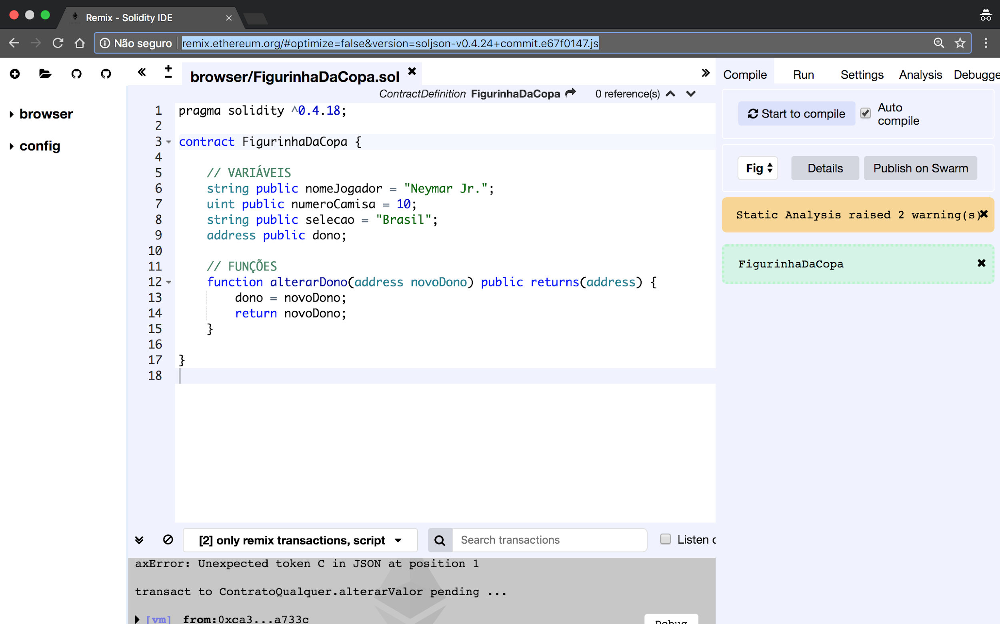 Remix - Solidity IDE
Não seguro remix.ethereum.org/#optimize=false&version=soljson-v0.4.24+commit.e67f0147.js
browser/FigurinhaDaCopa.sol
Compile Run Settings Analysis
ContractDefinition FigurinhaDaCopa 0 reference(s)
browser
config
1 pragma solidity ^0.4.18;
2
3 contract FigurinhaDaCopa {
4
5 // VARIÁVEIS
6 string public nomeJogador = "Neymar Jr.";
7 uint public numeroCamisa = 10;
8 string public selecao = "Brasil";
9 address public dono;
10
11 // FUNÇÕES
12 function alterarDono(address novoDono) public returns(address) {
13 dono = novoDono;
14 return novoDono;
15 }
16
17 }
18
Start to compile
Auto
compile
Fig
Details
Publish on Swarm
Static Analysis raised 2 warning(s)
FigurinhaDaCopa
[2] only remix transactions, script
Search transactions
Listen
axError: Unexpected token C in JSON at position 1
transact to ContratoQualquer.alterarValor pending ...
[vm] from:0xca3...a733c
Debug